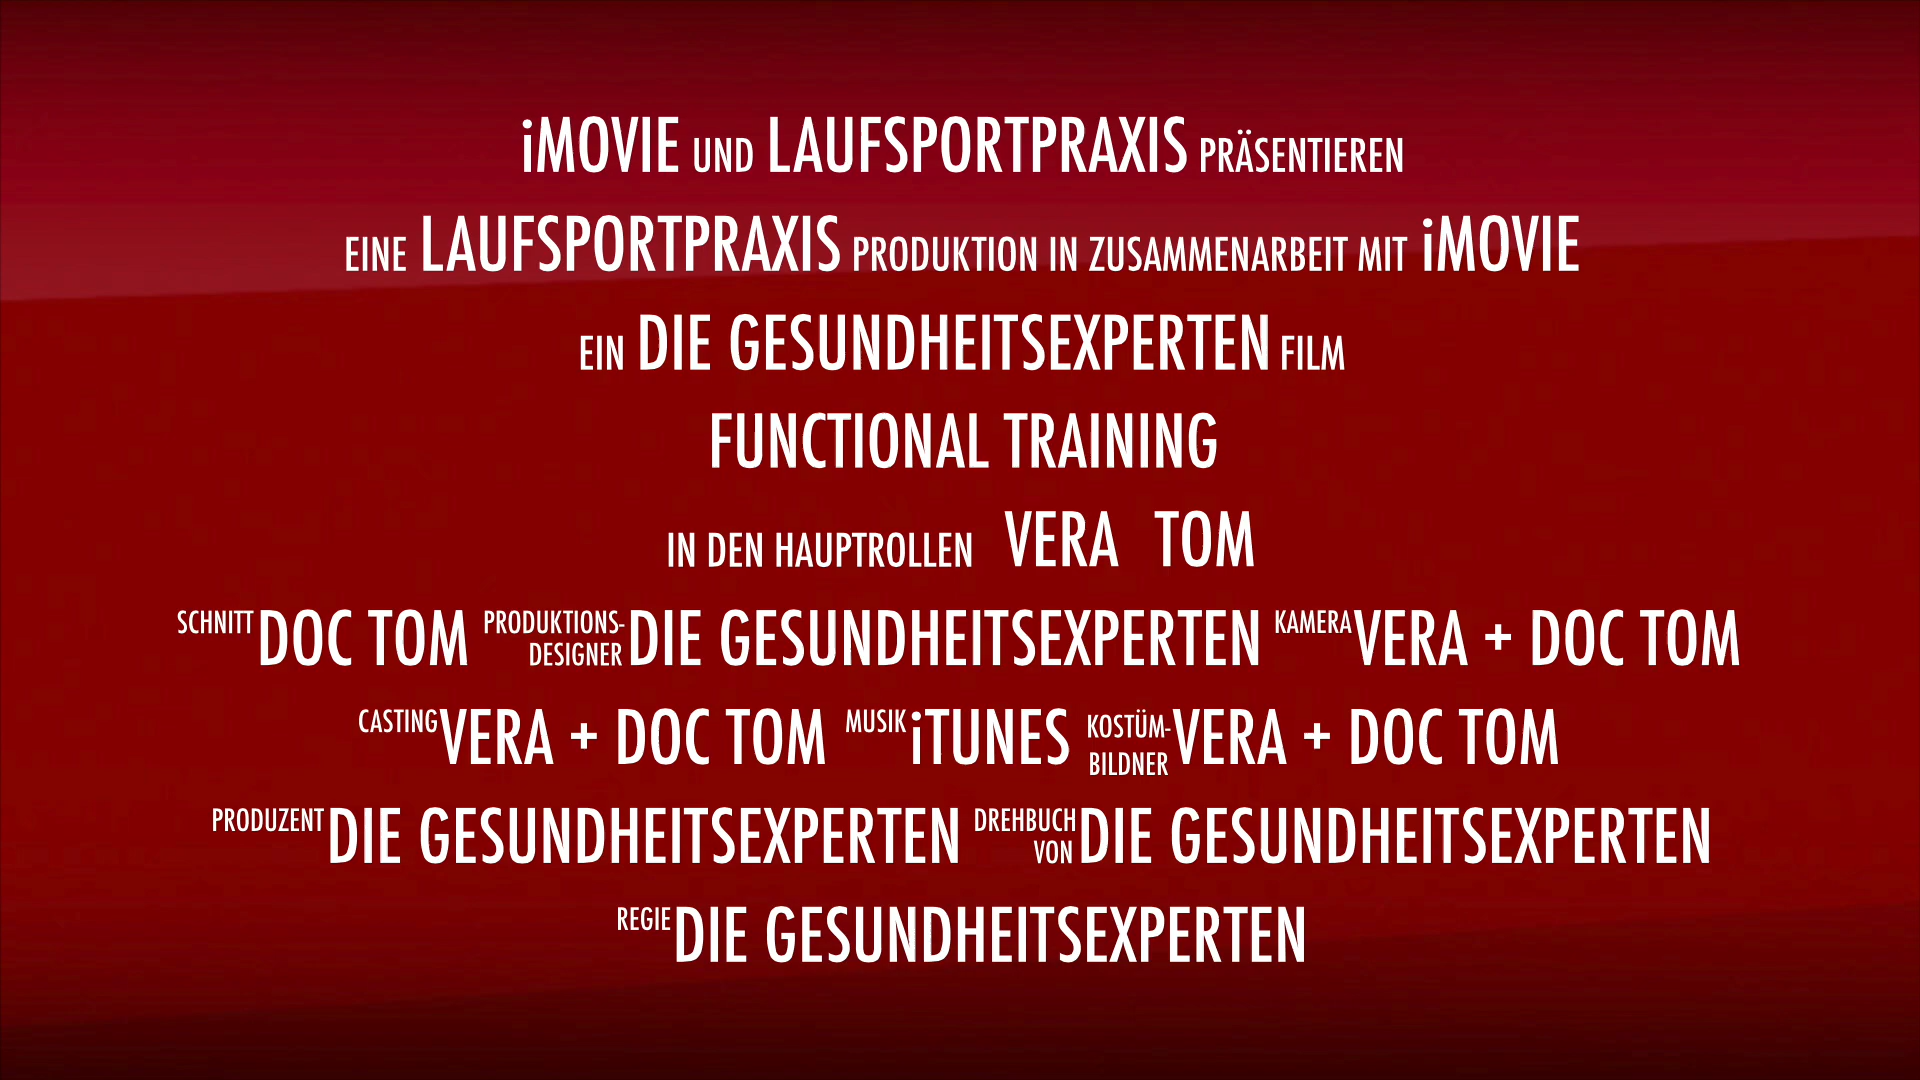 iMOVIE UND LAUFSPORTPRAXIS PRÄSENTIEREN
EINE LAUFSPORTPRAXIS PRODUKTION IN ZUSAMMENARBEIT MIT iMOVIE
EIN DIE GESUNDHEITSEXPERTEN FILM
FUNCTIONAL TRAINING
IN DEN HAUPTROLLEN VERA TOM
SCHNITT DOC TOM PRODUKTIONS-DESIGNER DIE GESUNDHEITSEXPERTEN KAMERA VERA + DOC TOM
CASTING VERA + DOC TOM MUSIK iTUNES KOSTÜM-BILDNER VERA + DOC TOM
PRODUZENT DIE GESUNDHEITSEXPERTEN DREHBUCH VON DIE GESUNDHEITSEXPERTEN
REGIE DIE GESUNDHEITSEXPERTEN